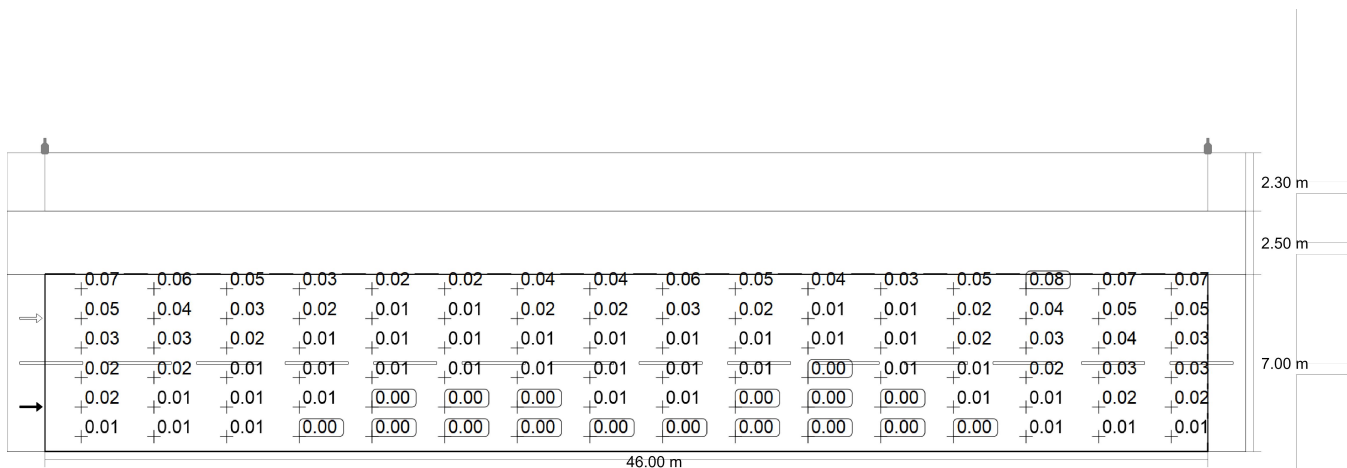 2.30 m
2.50 m
0.07 0.06 0.05 0.03 0.02 0.02 0.04 0.04 0.06 0.05 0.04 0.03 0.05 0.08 0.07 0.07
0.05 0.04 0.03 0.02 0.01 0.01 0.02 0.02 0.03 0.02 0.01 0.01 0.02 0.04 0.05 0.05
0.03 0.03 0.02 0.01 0.01 0.01 0.01 0.01 0.01 0.01 0.01 0.01 0.02 0.03 0.04 0.03
7.00 m
0.02 0.02 0.01 0.01 0.01 0.01 0.01 0.01 0.01 0.01 0.00 0.01 0.01 0.02 0.03 0.03
0.02 0.01 0.01 0.01 0.00 0.00 0.00 0.01 0.01 0.00 0.00 0.00 0.01 0.01 0.02 0.02
0.01 0.01 0.01 0.00 0.00 0.00 0.00 0.00 0.00 0.00 0.00 0.00 0.00 0.01 0.01 0.01
46.00 m